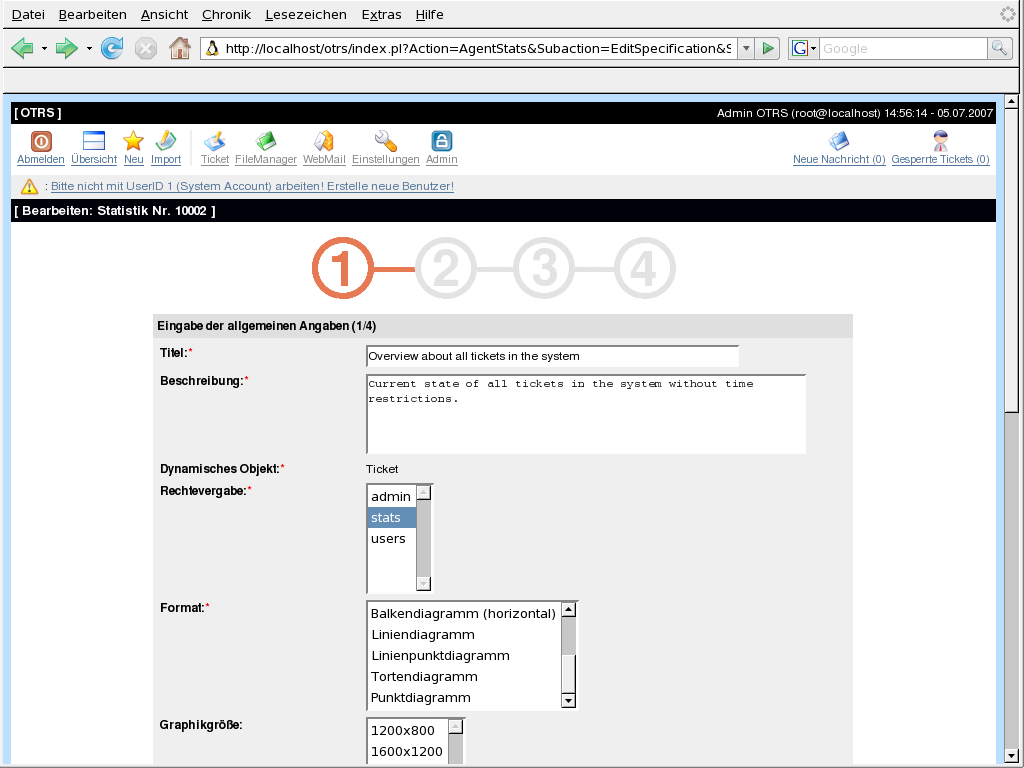 Datei Bearbeiten Ansicht Chronik Lesezeichen Extras Hilfe
http://localhost/otrs/index.pl?Action=AgentStats&Subaction=EditSpecification&S
G Google
[ OTRS ] Admin OTRS (root@localhost) 14:56:14 - 05.07.2007
Abmelden Übersicht Neu Import Ticket FileManager WebMail Einstellungen Admin Neue Nachricht (0) Gesperrte Tickets (0)
: Bitte nicht mit UserID 1 (System Account) arbeiten! Erstelle neue Benutzer!
[ Bearbeiten: Statistik Nr. 10002 ]
1 2 3 4
Eingabe der allgemeinen Angaben (1/4)
Titel:* Overview about all tickets in the system
Beschreibung:* Current state of all tickets in the system without time
restrictions.
Dynamisches Objekt:* Ticket
Rechtevergabe:* admin
stats
users
Format:* Balkendiagramm (horizontal)
Liniendiagramm
Linienpunktdiagramm
Tortendiagramm
Punktdiagramm
Graphikgröße: 1200x800
1600x1200